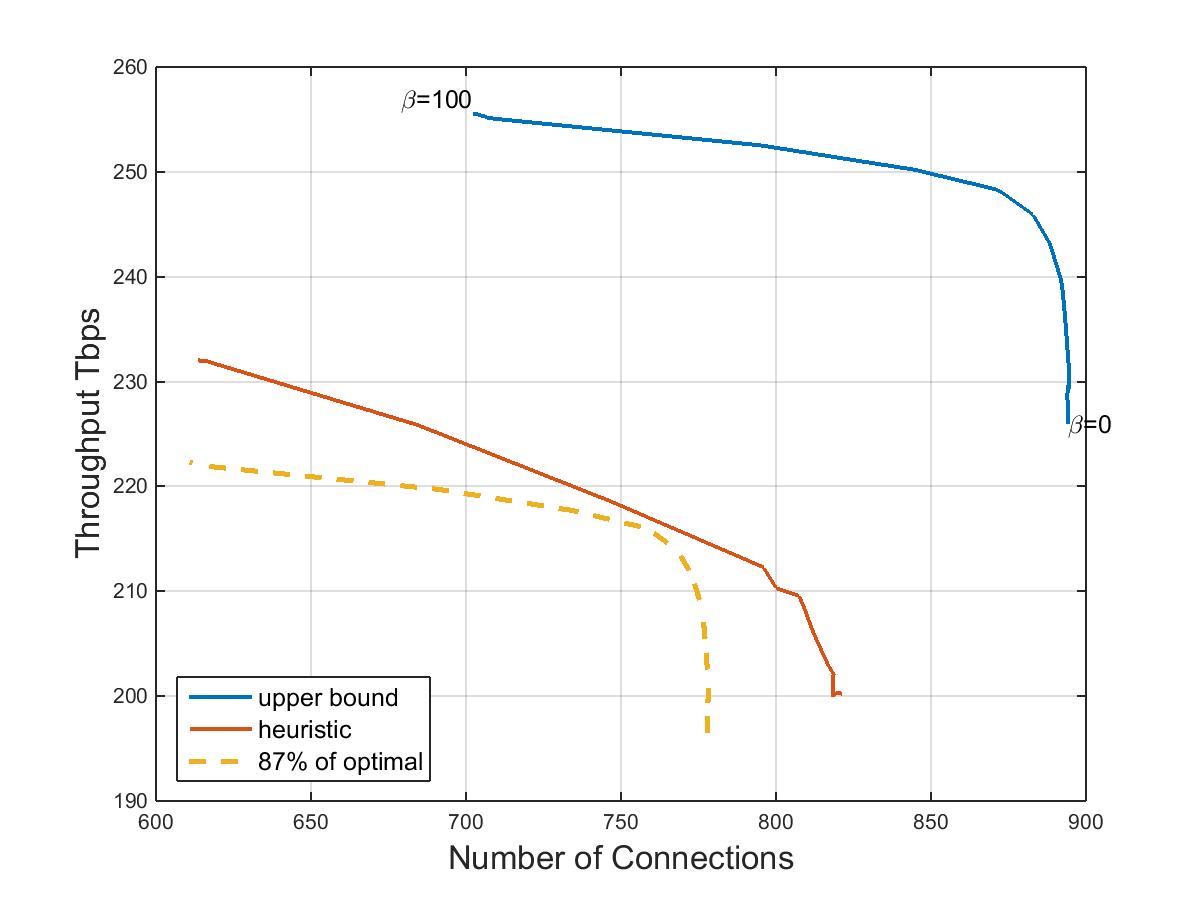 260
β=100
250
240
230
β=0
220
210
200
190
Throughput Tbps
upper bound
heuristic
87% of optimal
600 650 700 750 800 850 900
Number of Connections